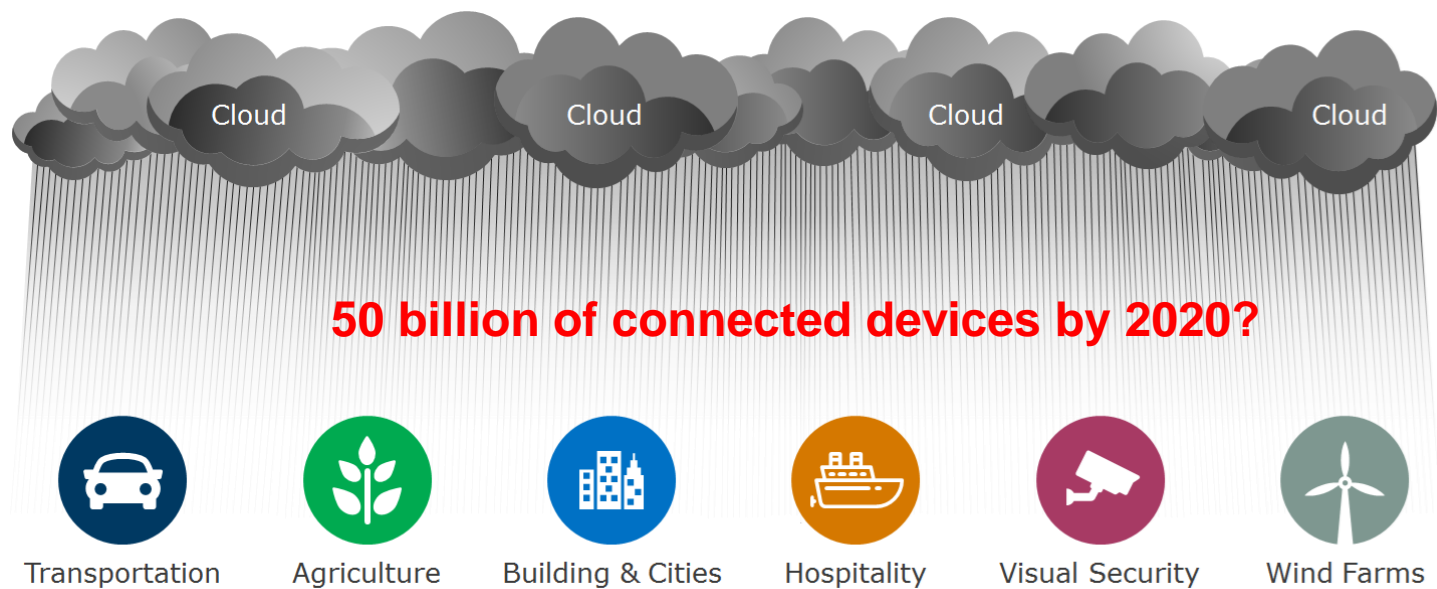 Cloud Cloud Cloud Cloud
50 billion of connected devices by 2020?
Transportation Agriculture Building & Cities Hospitality Visual Security Wind Farms